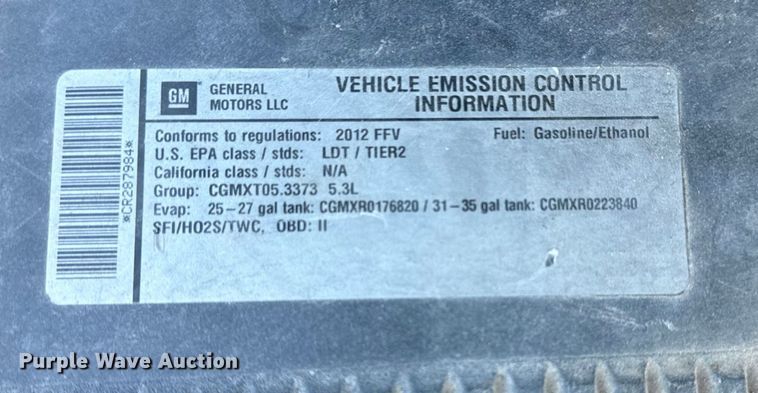 GM
GENERAL
MOTORS LLC
VEHICLE EMISSION CONTROL
INFORMATION
Conforms to regulations: 2012 FFV
Fuel: Gasoline/Ethanol
U.S. EPA class / stds: LDT / TIER2
California class / stds: N/A
Group: CGMXT05.3373 5.3L
Evap: 25-27 gal tank: CGMXR0176820 / 31-35 gal tank: CGMXR0223840
SFI/HO2S/TWC, OBD: II
*CR287984*
Purple Wave Auction